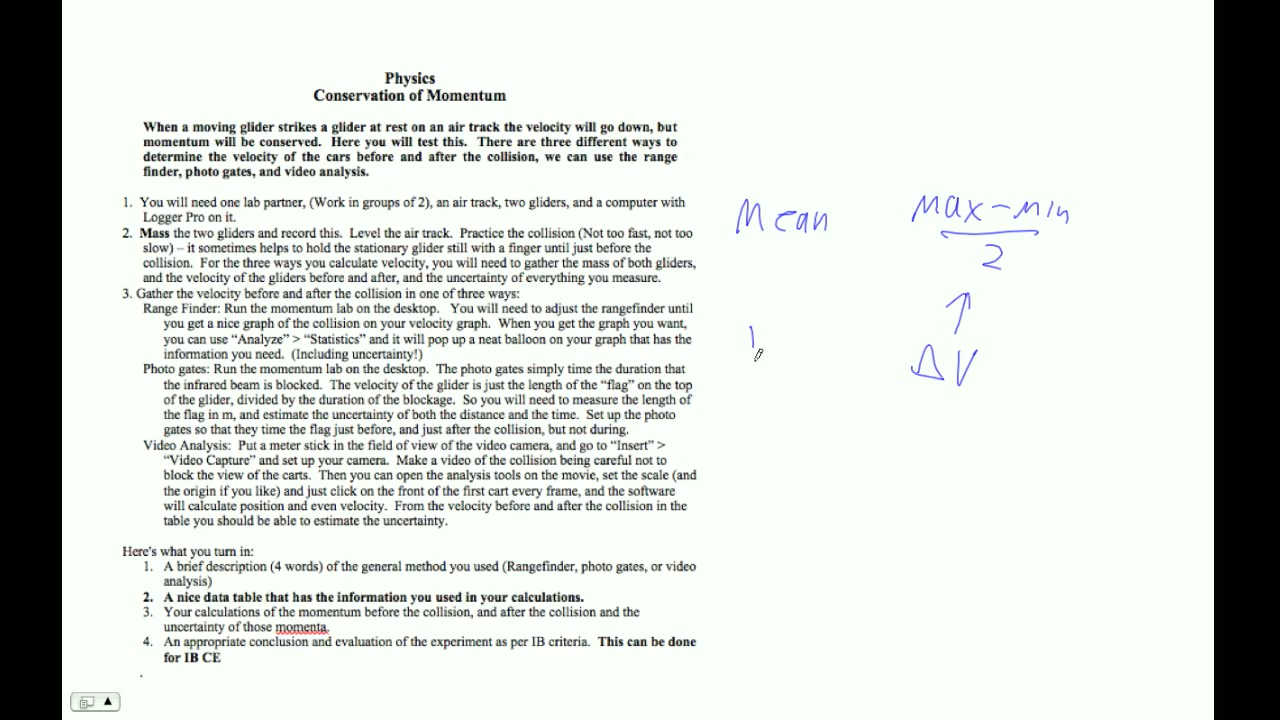 Physics
Conservation of Momentum
When a moving glider strikes a glider at rest on an air track the velocity will go down, but
momentum will be conserved. Here you will test this. There are three different ways to
determine the velocity of the cars before and after the collision, we can use the range
finder, photo gates, and video analysis.
1. You will need one lab partner, (Work in groups of 2), an air track, two gliders, and a computer with
Logger Pro on it.
2. Mass the two gliders and record this. Level the air track. Practice the collision (Not too fast, not too
slow) – it sometimes helps to hold the stationary glider still with a finger until just before the
collision. For the three ways you calculate velocity, you will need to gather the mass of both gliders,
and the velocity of the gliders before and after, and the uncertainty of everything you measure.
3. Gather the velocity before and after the collision in one of three ways:
Range Finder: Run the momentum lab on the desktop. You will need to adjust the rangefinder until
you get a nice graph of the collision on your velocity graph. When you get the graph you want,
you can use “Analyze” > “Statistics” and it will pop up a neat balloon on your graph that has the
information you need. (Including uncertainty!)
Photo gates: Run the momentum lab on the desktop. The photo gates simply time the duration that
the infrared beam is blocked. The velocity of the glider is just the length of the “flag” on the top
of the glider, divided by the duration of the blockage. So you will need to measure the length of
the flag in m, and estimate the uncertainty of both the distance and the time. Set up the photo
gates so that they time the flag just before, and just after the collision, but not during.
Video Analysis: Put a meter stick in the field of view of the video camera, and go to “Insert” >
“Video Capture” and set up your camera. Make a video of the collision being careful not to
block the view of the carts. Then you can open the analysis tools on the movie, set the scale (and
the origin if you like) and just click on the front of the first cart every frame, and the software
will calculate position and even velocity. From the velocity before and after the collision in the
table you should be able to estimate the uncertainty.
Here's what you turn in:
1. A brief description (4 words) of the general method you used (Rangefinder, photo gates, or video
analysis)
2. A nice data table that has the information you used in your calculations.
3. Your calculations of the momentum before the collision, and after the collision and the
uncertainty of those momenta.
4. An appropriate conclusion and evaluation of the experiment as per IB criteria. This can be done
for IB CE
.
Mean
Max-Min
2
ΔV